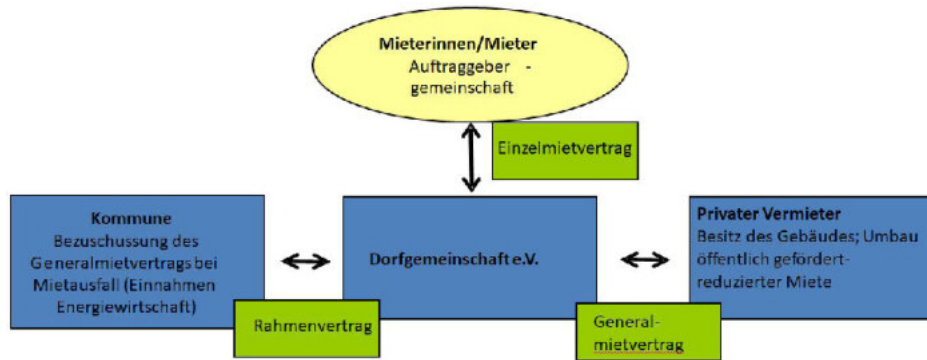 Mieterinnen/Mieter
Auftraggeber -
gemeinschaft
Einzelmietvertrag
Kommune
Bezuschussung des
Generalmietvertrags bei
Mietausfall (Einnahmen
Energiewirtschaft)
Rahmenvertrag
Dorfgemeinschaft e.V.
Privater Vermieter
Besitz des Gebäudes; Umbau
öffentlich gefördert-
reduzierter Miete
General-
mietvertrag